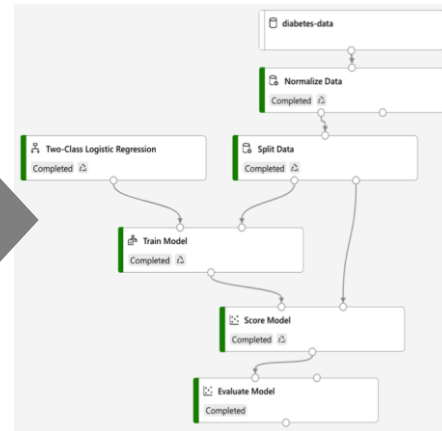 diabetes-data
Normalize Data
Completed
Two-Class Logistic Regression
Completed
Split Data
Completed
Train Model
Completed
Score Model
Completed
Evaluate Model
Completed